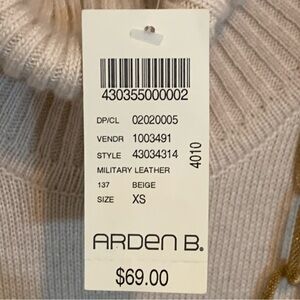 430355000002
DP/CL 02020005
VENDR 1003491
STYLE 43034314
4010
MILITARY LEATHER
137 BEIGE
SIZE XS
ARDEN B.
$69.00